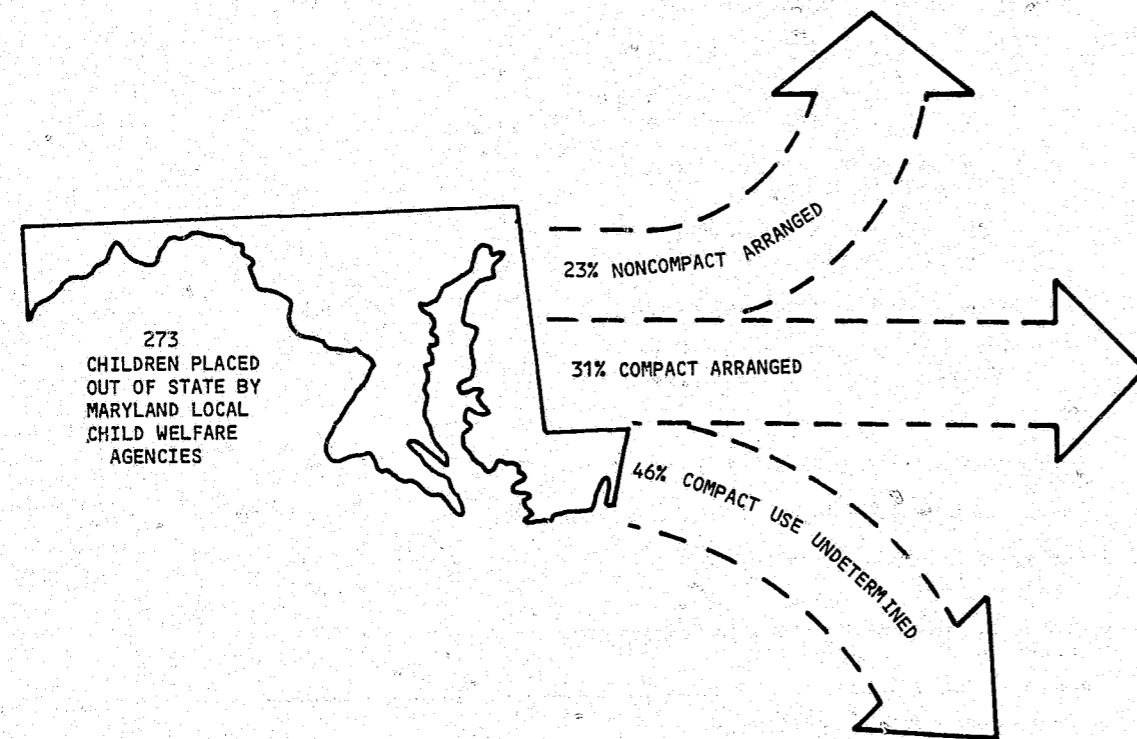 273
CHILDREN PLACED
OUT OF STATE BY
MARYLAND LOCAL
CHILD WELFARE
AGENCIES
23% NONCOMPACT ARRANGED
31% COMPACT ARRANGED
46% COMPACT USE UNDETERMINED